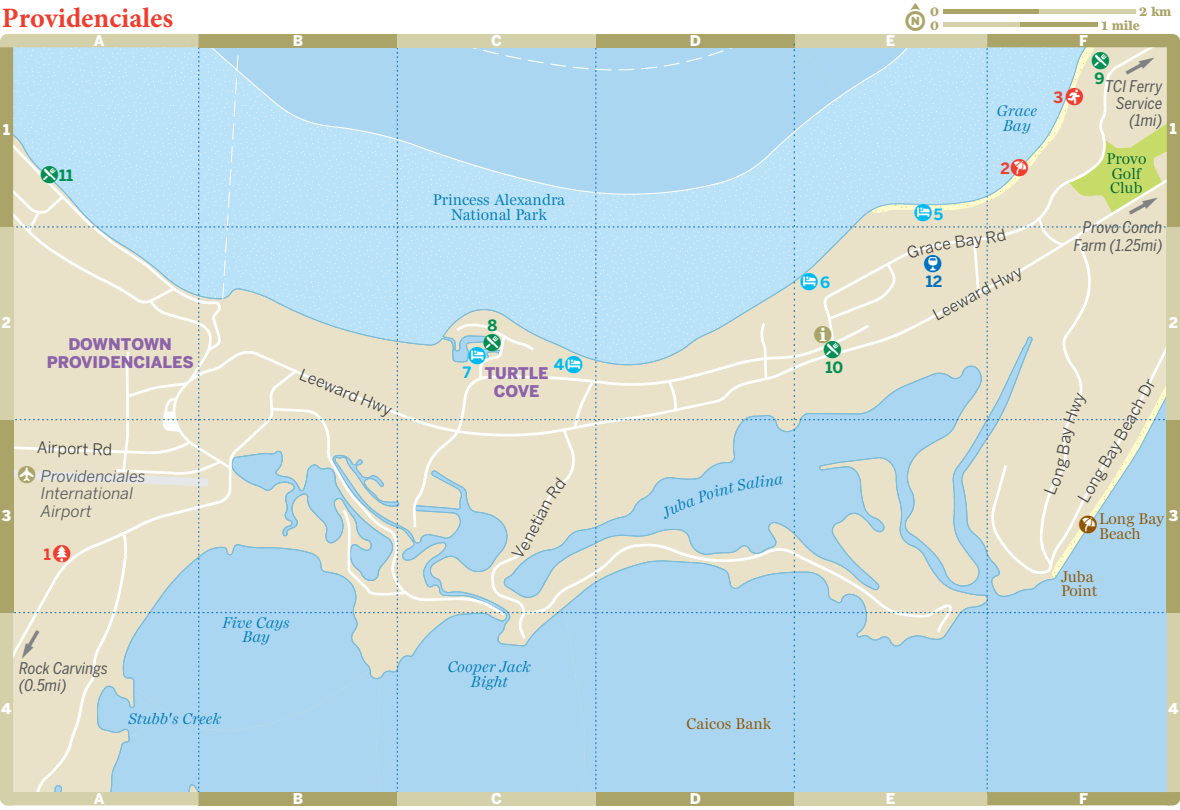 Providenciales
N
0 2 km
0 1 mile
A B C D E F
9
TCI Ferry
Service
(1mi)
3
Grace
Bay
1 1
2
Provo
Golf
Club
11
Princess Alexandra
National Park
5
Provo Conch
Farm (1.25mi)
Grace Bay Rd
12
6
Leeward Hwy
2 2
i
10
8
7
4
TURTLE
COVE
DOWNTOWN
PROVIDENCIALES
Leeward Hwy
Airport Rd
Providenciales
International
Airport
Long Bay Hwy
Long Bay Beach Dr
Juba Point Salina
Venetian Rd
3 3
Long Bay
Beach
1
Juba
Point
Five Cays
Bay
Rock Carvings
(0.5mi)
Cooper Jack
Bight
4 4
Stubb's Creek
Caicos Bank
A B C D E F